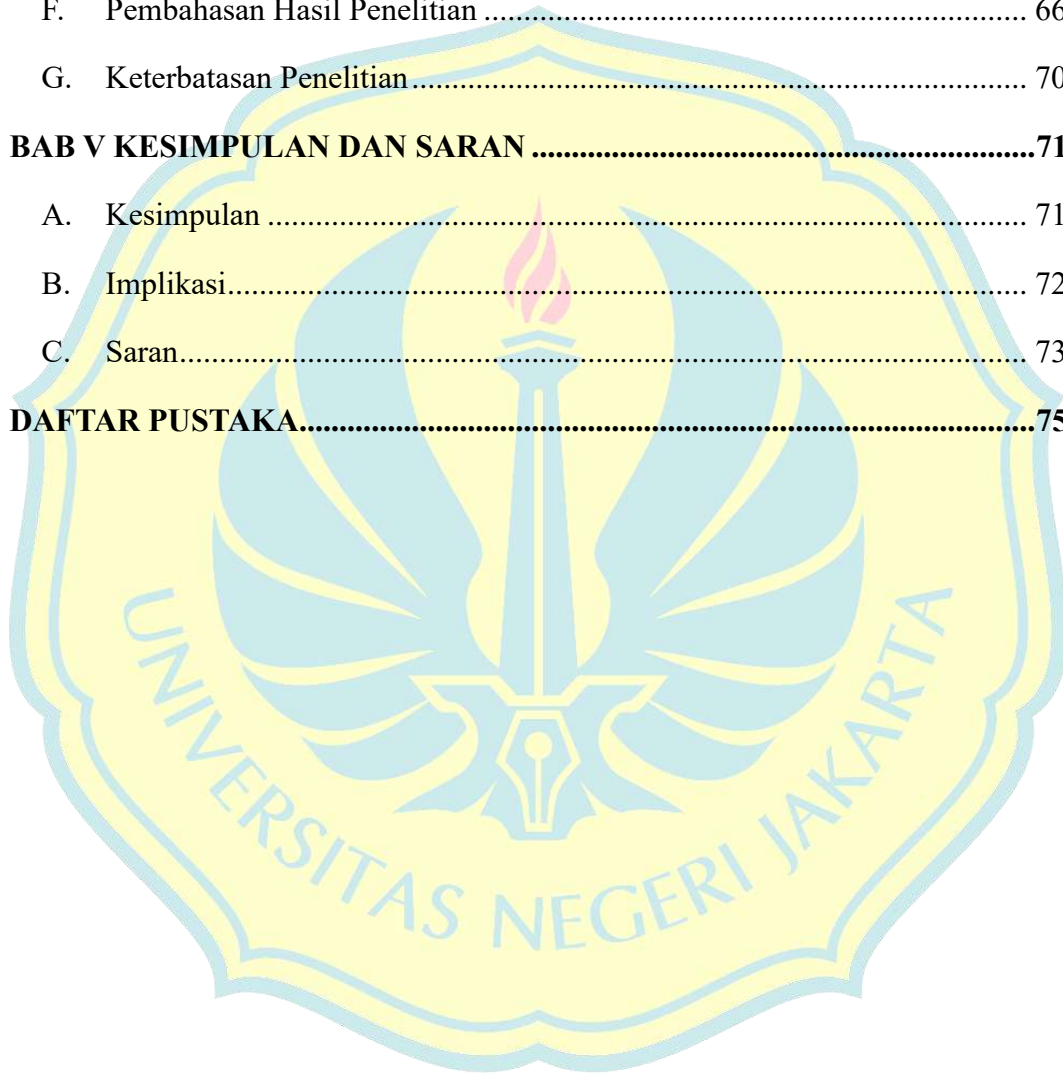 F. Pembahasan Hasil Penelitian ........................................................................ 66
G. Keterbatasan Penelitian .................................................................................. 70
BAB V KESIMPULAN DAN SARAN ..................................................................71
A. Kesimpulan ..................................................................................................... 71
B. Implikasi.......................................................................................................... 72
C. Saran................................................................................................................ 73
DAFTAR PUSTAKA...............................................................................................75
UNIVERSITAS NEGERI JAKARTA